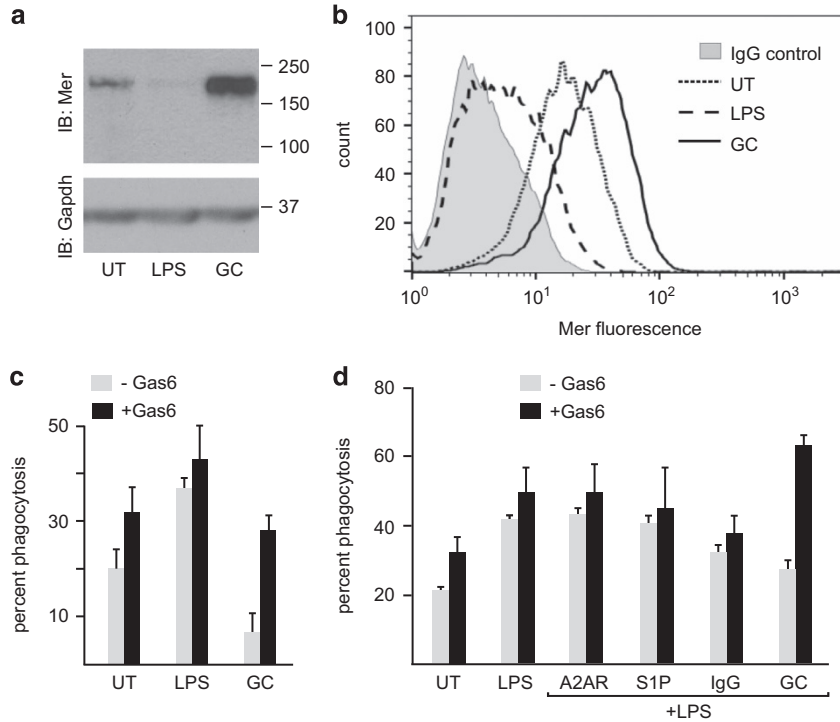 a
IB: Mer
250
150
100
IB: Gapdh
37
UT LPS GC
b
count
100
80
60
40
20
IgG control
UT
LPS
GC
10⁰ 10¹ 10² 10³
Mer fluorescence
c
- Gas6
+Gas6
percent phagocytosis
50
30
10
UT LPS GC
d
- Gas6
+Gas6
percent phagocytosis
80
60
40
20
UT LPS A2AR S1P IgG GC
+LPS